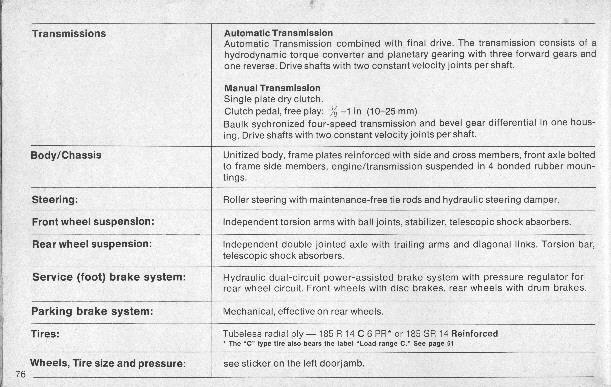 Transmissions
Automatic Transmission
Automatic Transmission combined with final drive. The transmission consists of a
hydrodynamic torque converter and planetary gearing with three forward gears and
one reverse. Drive shafts with two constant velocity joints per shaft.
Manual Transmission
Single plate dry clutch.
Clutch pedal, free play: –1 in (10–25 mm)
Baulk sychronized four-speed transmission and bevel gear differential in one hous-
ing. Drive shafts with two constant velocity joints per shaft.
Body/Chassis
Unitized body, frame plates reinforced with side and cross members, front axle bolted
to frame side members, engine/transmission suspended in 4 bonded rubber moun-
tings.
Steering:
Roller steering with maintenance-free tie rods and hydraulic steering damper.
Front wheel suspension:
Independent torsion arms with ball joints, stabilizer, telescopic shock absorbers.
Rear wheel suspension:
Independent double jointed axle with trailing arms and diagonal links. Torsion bar,
telescopic shock absorbers.
Service (foot) brake system:
Hydraulic dual-circuit power-assisted brake system with pressure regulator for
rear wheel circuit. Front wheels with disc brakes, rear wheels with drum brakes.
Parking brake system:
Mechanical, effective on rear wheels.
Tires:
Tubeless radial ply — 185 R 14 C 6 PR* or 185 SR 14 Reinforced
* The "C" type tire also bears the label "Load range C." See page 51
Wheels, Tire size and pressure:
see sticker on the left doorjamb.
76